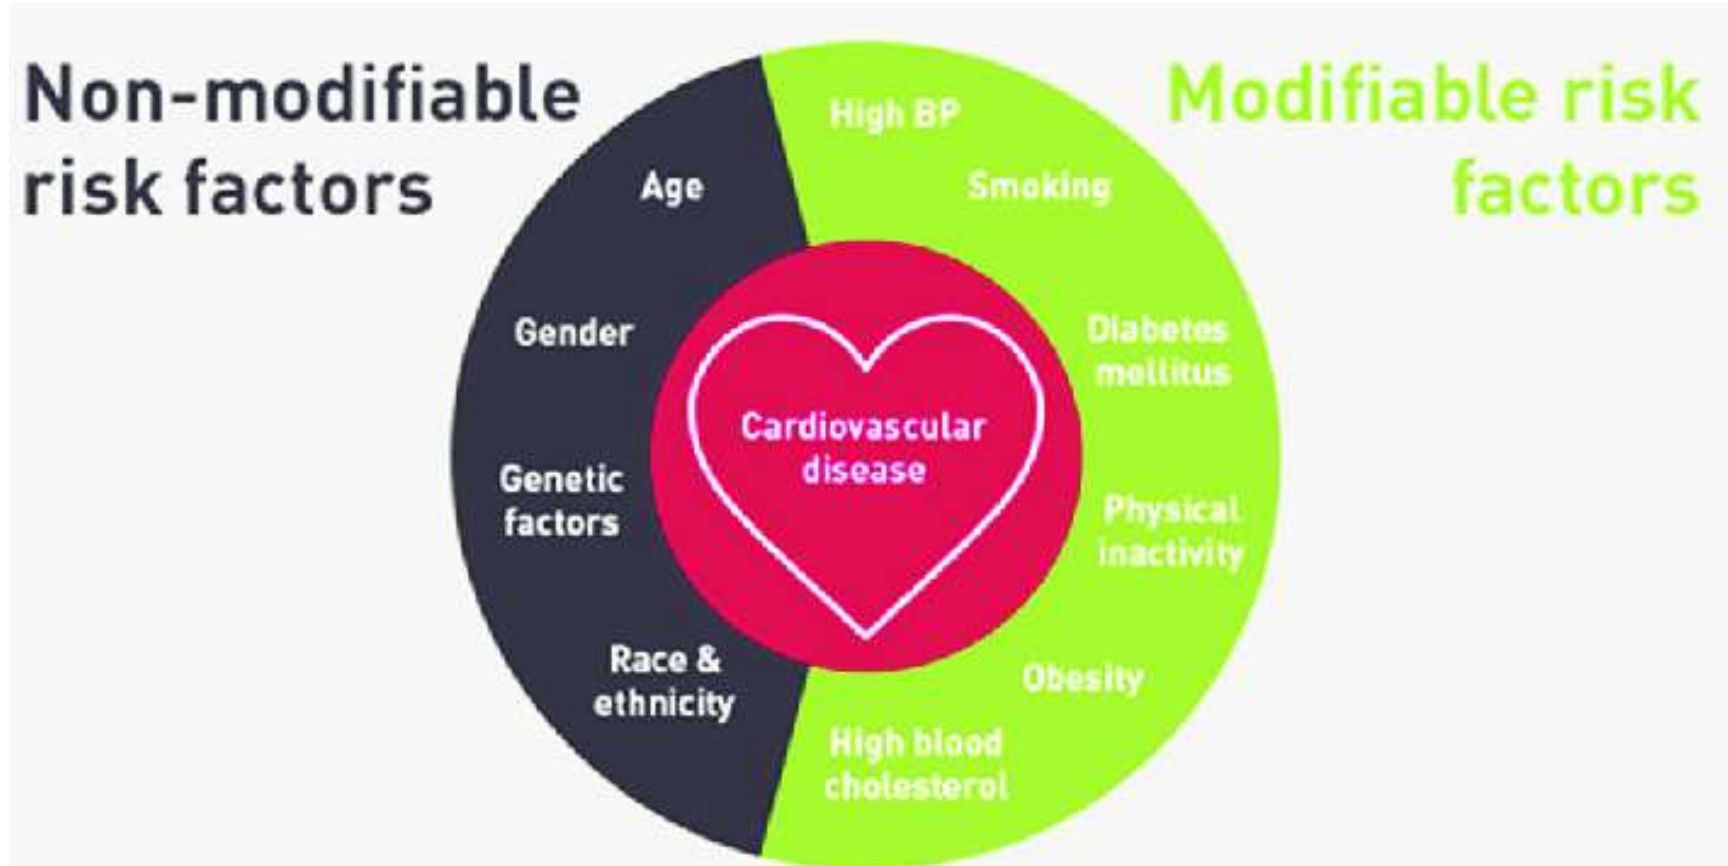 Non-modifiable
risk factors
Age
Gender
Genetic
factors
Race &
ethnicity
Cardiovascular
disease
Modifiable risk
factors
High BP
Smoking
Diabetes
mellitus
Physical
inactivity
Obesity
High blood
cholesterol